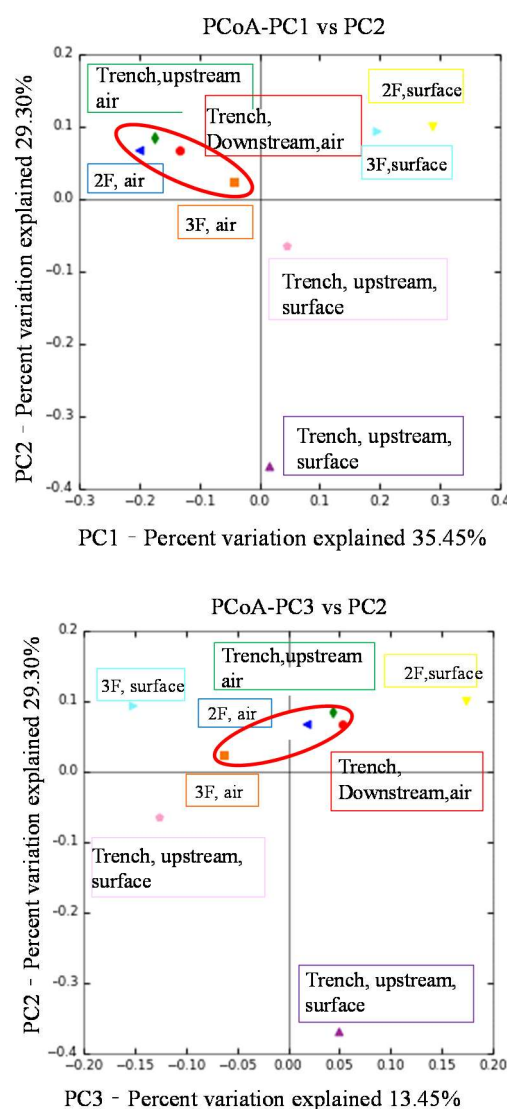 PCoA-PC1 vs PC2
0.2
Trench,upstream
air
Trench,
Downstream,air
2F,surface
0.1
3F,surface
2F, air
0.0
3F, air
Trench, upstream,
surface
−0.1
−0.2
−0.3
Trench, upstream,
surface
−0.4
−0.3 −0.2 −0.1 0.0 0.1 0.2 0.3 0.4
PC2 - Percent variation explained 29.30%
PC1 - Percent variation explained 35.45%
PCoA-PC3 vs PC2
0.2
Trench,upstream
air
3F, surface
2F,surface
2F, air
0.1
0.0
3F, air
Trench,
Downstream,air
−0.1
Trench, upstream,
surface
−0.2
−0.3
Trench, upstream,
surface
−0.4
−0.20 −0.15 −0.10 −0.05 0.00 0.05 0.10 0.15 0.20
PC2 - Percent variation explained 29.30%
PC3 - Percent variation explained 13.45%